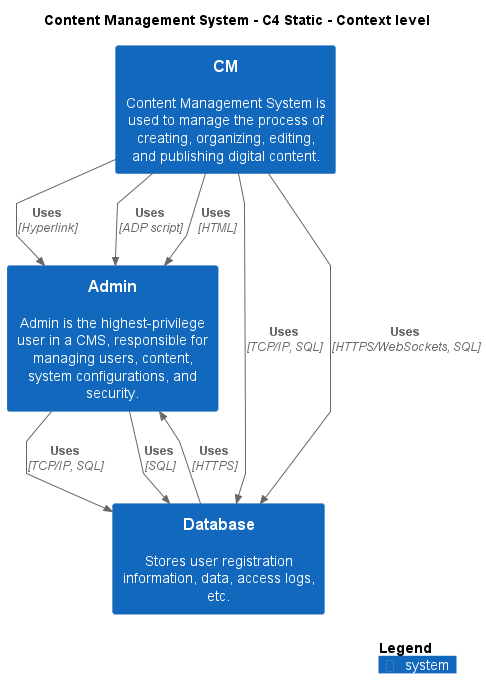 Content Management System - C4 Static - Context level
CM
Content Management System is
used to manage the process of
creating, organizing, editing,
and publishing digital content.
Uses
[Hyperlink]
Uses
[ADP script]
Uses
[HTML]
Admin
Admin is the highest-privilege
user in a CMS, responsible for
managing users, content,
system configurations, and
security.
Uses
[TCP/IP, SQL]
Uses
[HTTPS/WebSockets, SQL]
Uses
[TCP/IP, SQL]
Uses
[SQL]
Uses
[HTTPS]
Database
Stores user registration
information, data, access logs,
etc.
Legend
system